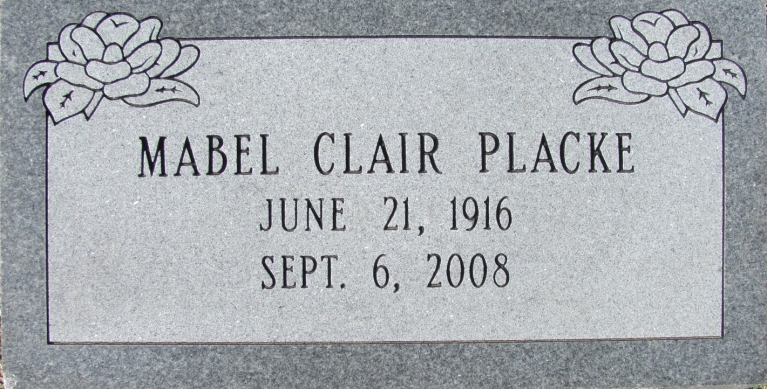 MABEL CLAIR PLACKE
JUNE 21, 1916
SEPT. 6, 2008